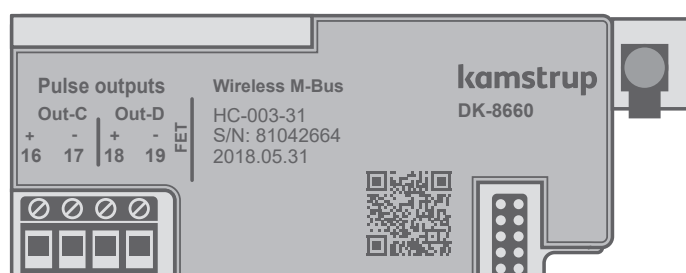 Pulse outputs
Out-C Out-D
+ - + -
16 17 18 19
FET
Wireless M-Bus
HC-003-31
S/N: 81042664
2018.05.31
kamstrup
DK-8660